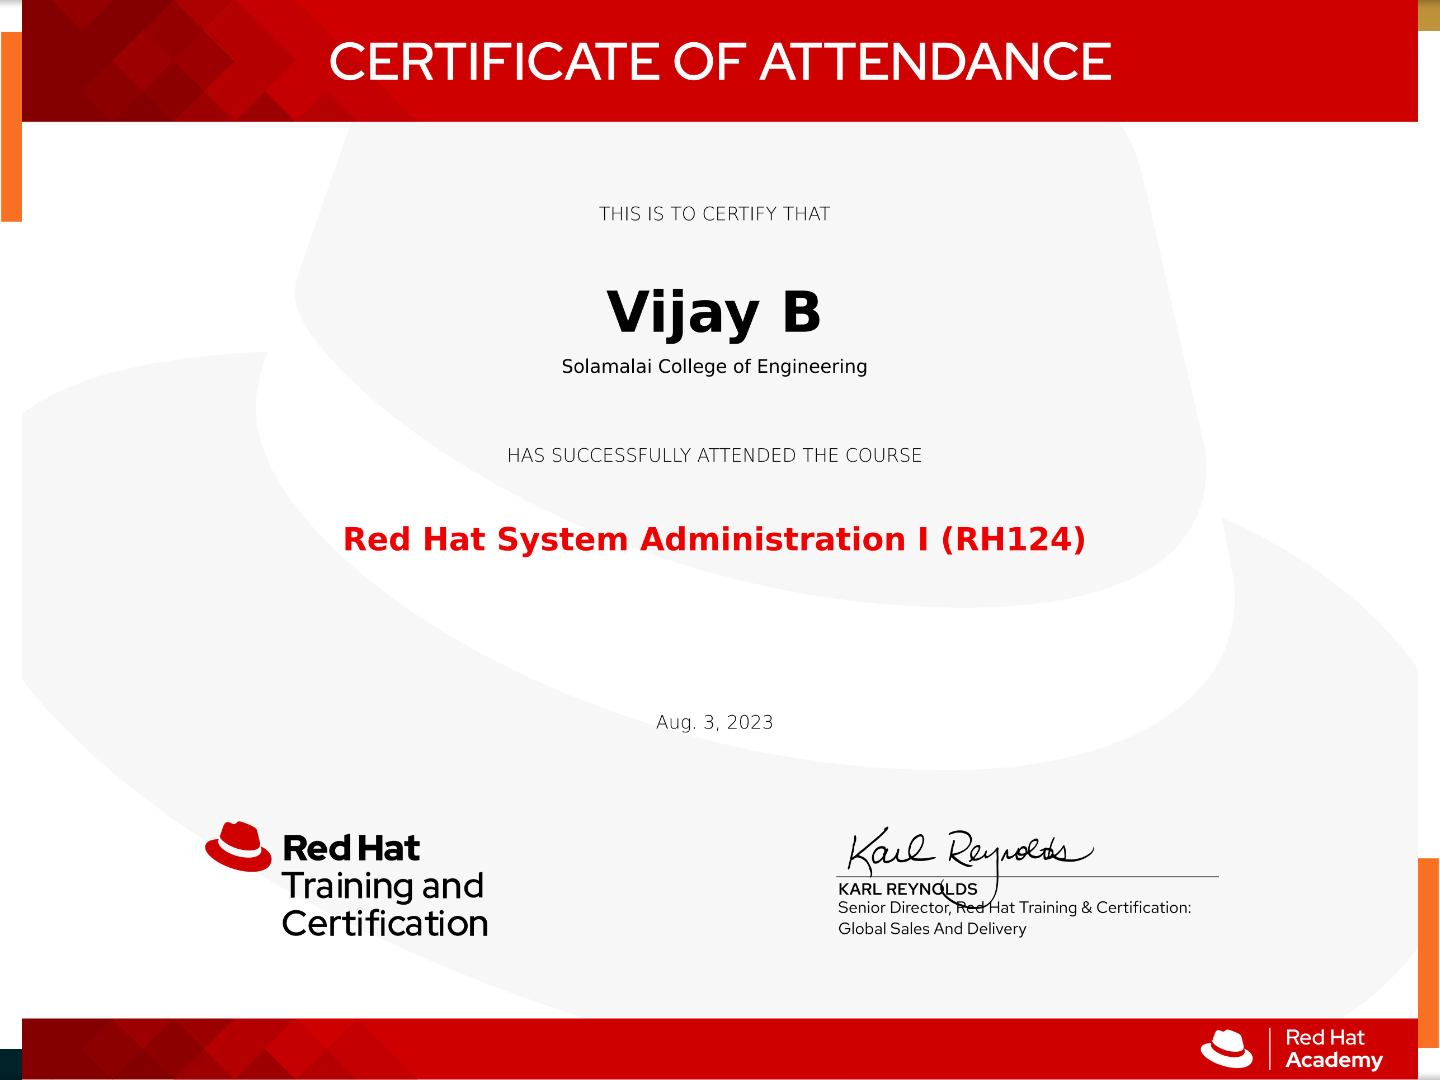 CERTIFICATE OF ATTENDANCE
THIS IS TO CERTIFY THAT
Vijay B
Solamalai College of Engineering
HAS SUCCESSFULLY ATTENDED THE COURSE
Red Hat System Administration I (RH124)
Aug. 3, 2023
Red Hat
Training and
Certification
Karl Reynolds
KARL REYNOLDS
Senior Director, Red Hat Training & Certification:
Global Sales And Delivery
Red Hat
Academy